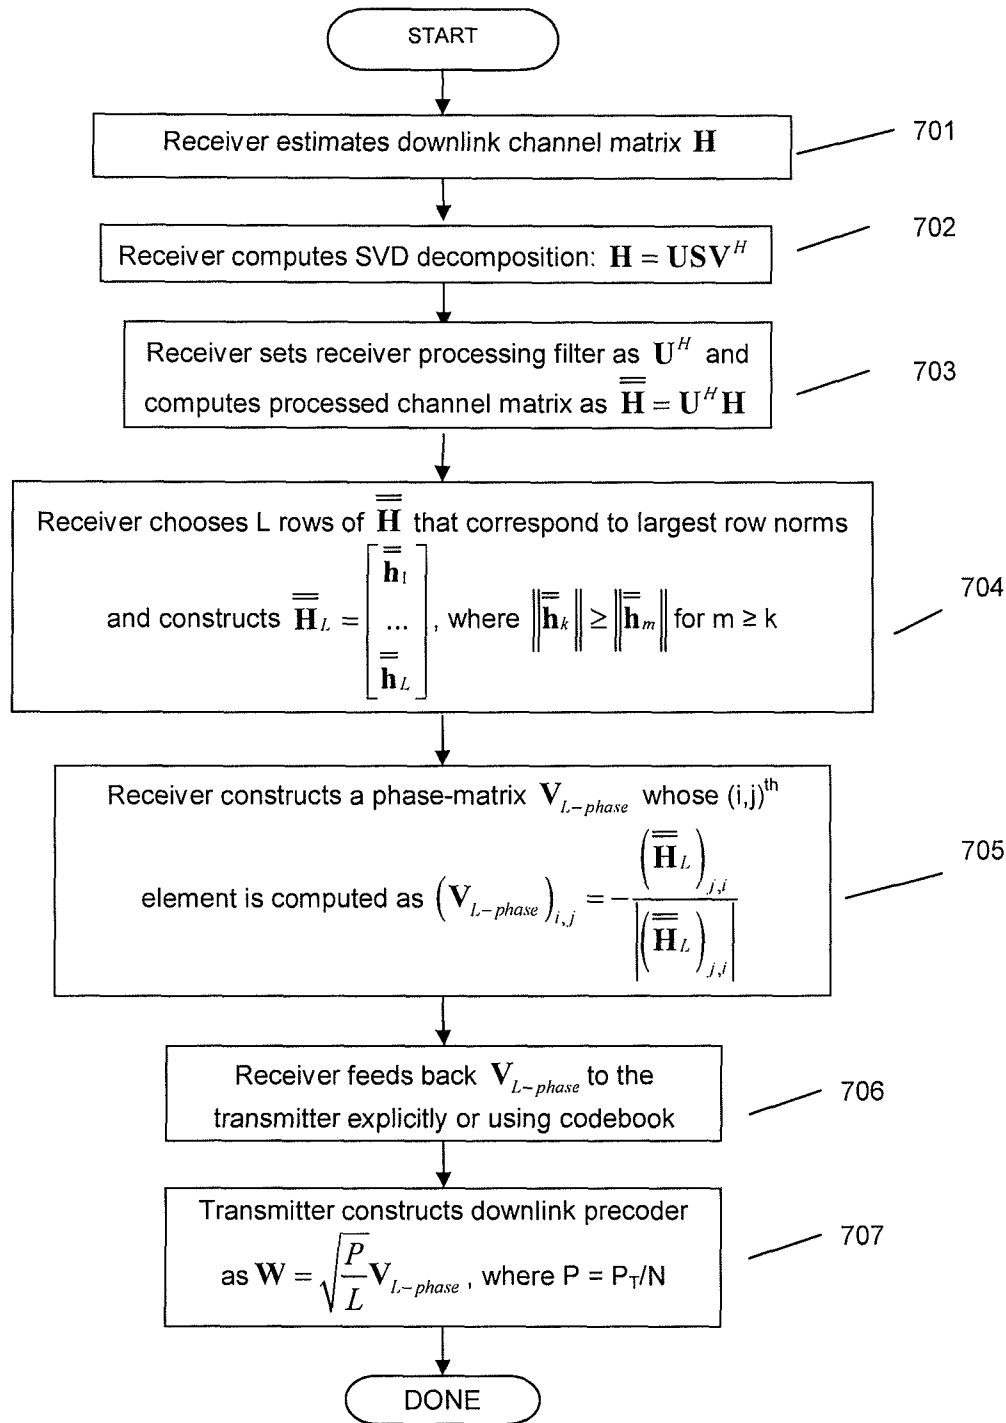 START
Receiver estimates downlink channel matrix H
701
Receiver computes SVD decomposition: H = USV^H
702
Receiver sets receiver processing filter as U^H and
computes processed channel matrix as H̿ = U^H H
703
Receiver chooses L rows of H̿ that correspond to largest row norms
and constructs H̿_L = [h̿_1 ... h̿_L], where ‖h̿_k‖ ≥ ‖h̿_m‖ for m ≥ k
704
Receiver constructs a phase-matrix V_{L-phase} whose (i,j)^th
element is computed as (V_{L-phase})_{i,j} = -(H̿_L)_{j,i} / |(H̿_L)_{j,i}|
705
Receiver feeds back V_{L-phase} to the
transmitter explicitly or using codebook
706
Transmitter constructs downlink precoder
as W = √(P/L) V_{L-phase}, where P = P_T/N
707
DONE